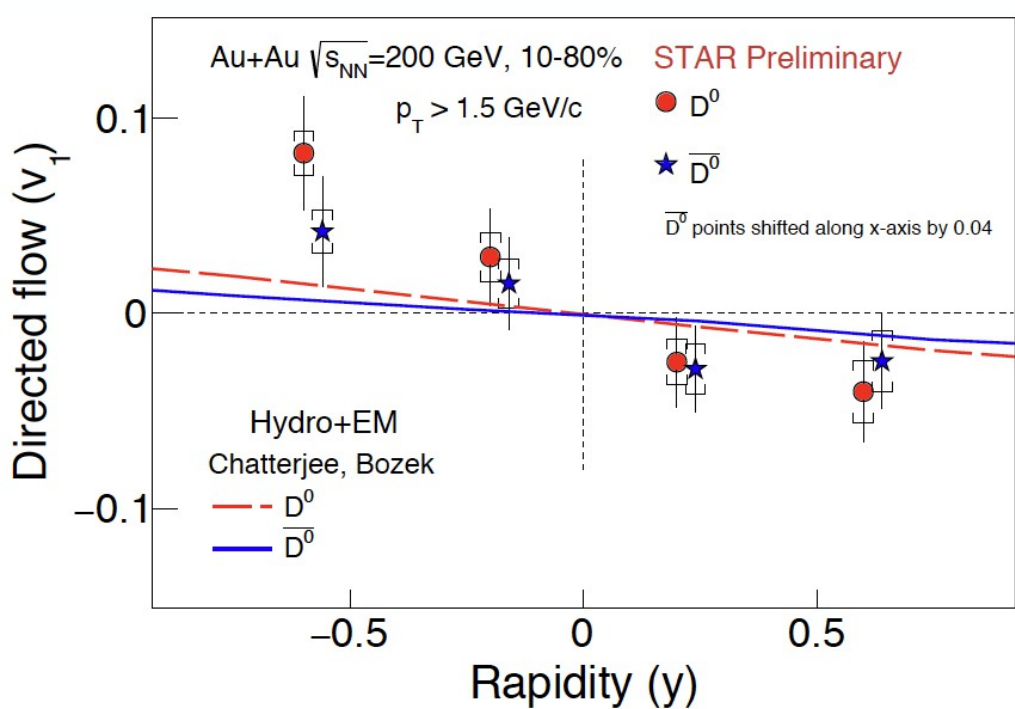 Au+Au √s_NN=200 GeV, 10-80%
p_T > 1.5 GeV/c
STAR Preliminary
D⁰
D̅⁰
D̅⁰ points shifted along x-axis by 0.04
Directed flow (v₁)
0.1
0
−0.1
Hydro+EM
Chatterjee, Bozek
D⁰
D̅⁰
−0.5
0
0.5
Rapidity (y)